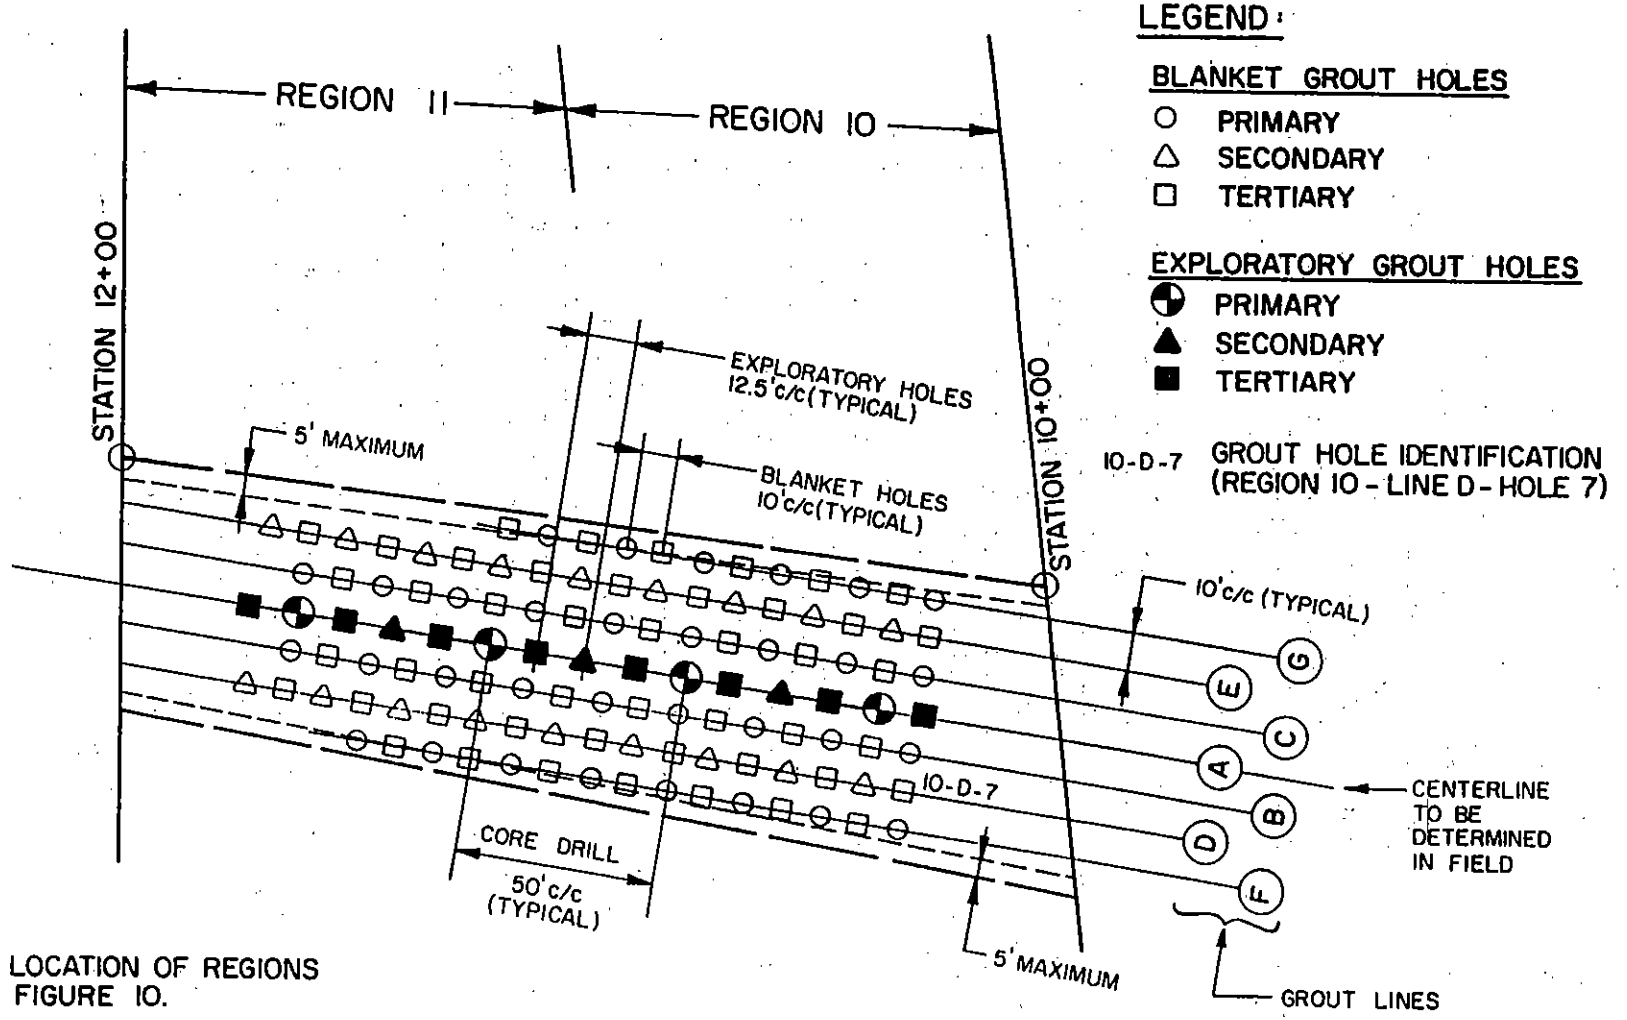 LEGEND:
BLANKET GROUT HOLES
PRIMARY
SECONDARY
TERTIARY
EXPLORATORY GROUT HOLES
PRIMARY
SECONDARY
TERTIARY
10-D-7 GROUT HOLE IDENTIFICATION
(REGION 10 - LINE D - HOLE 7)
REGION 11
REGION 10
STATION 12+00
STATION 10+00
5' MAXIMUM
EXPLORATORY HOLES
12.5'c/c (TYPICAL)
BLANKET HOLES
10'c/c (TYPICAL)
10'c/c (TYPICAL)
G
E
C
A
B
D
F
10-D-7
CENTERLINE
TO BE
DETERMINED
IN FIELD
CORE DRILL
50'c/c
(TYPICAL)
5' MAXIMUM
GROUT LINES
LOCATION OF REGIONS
FIGURE 10.